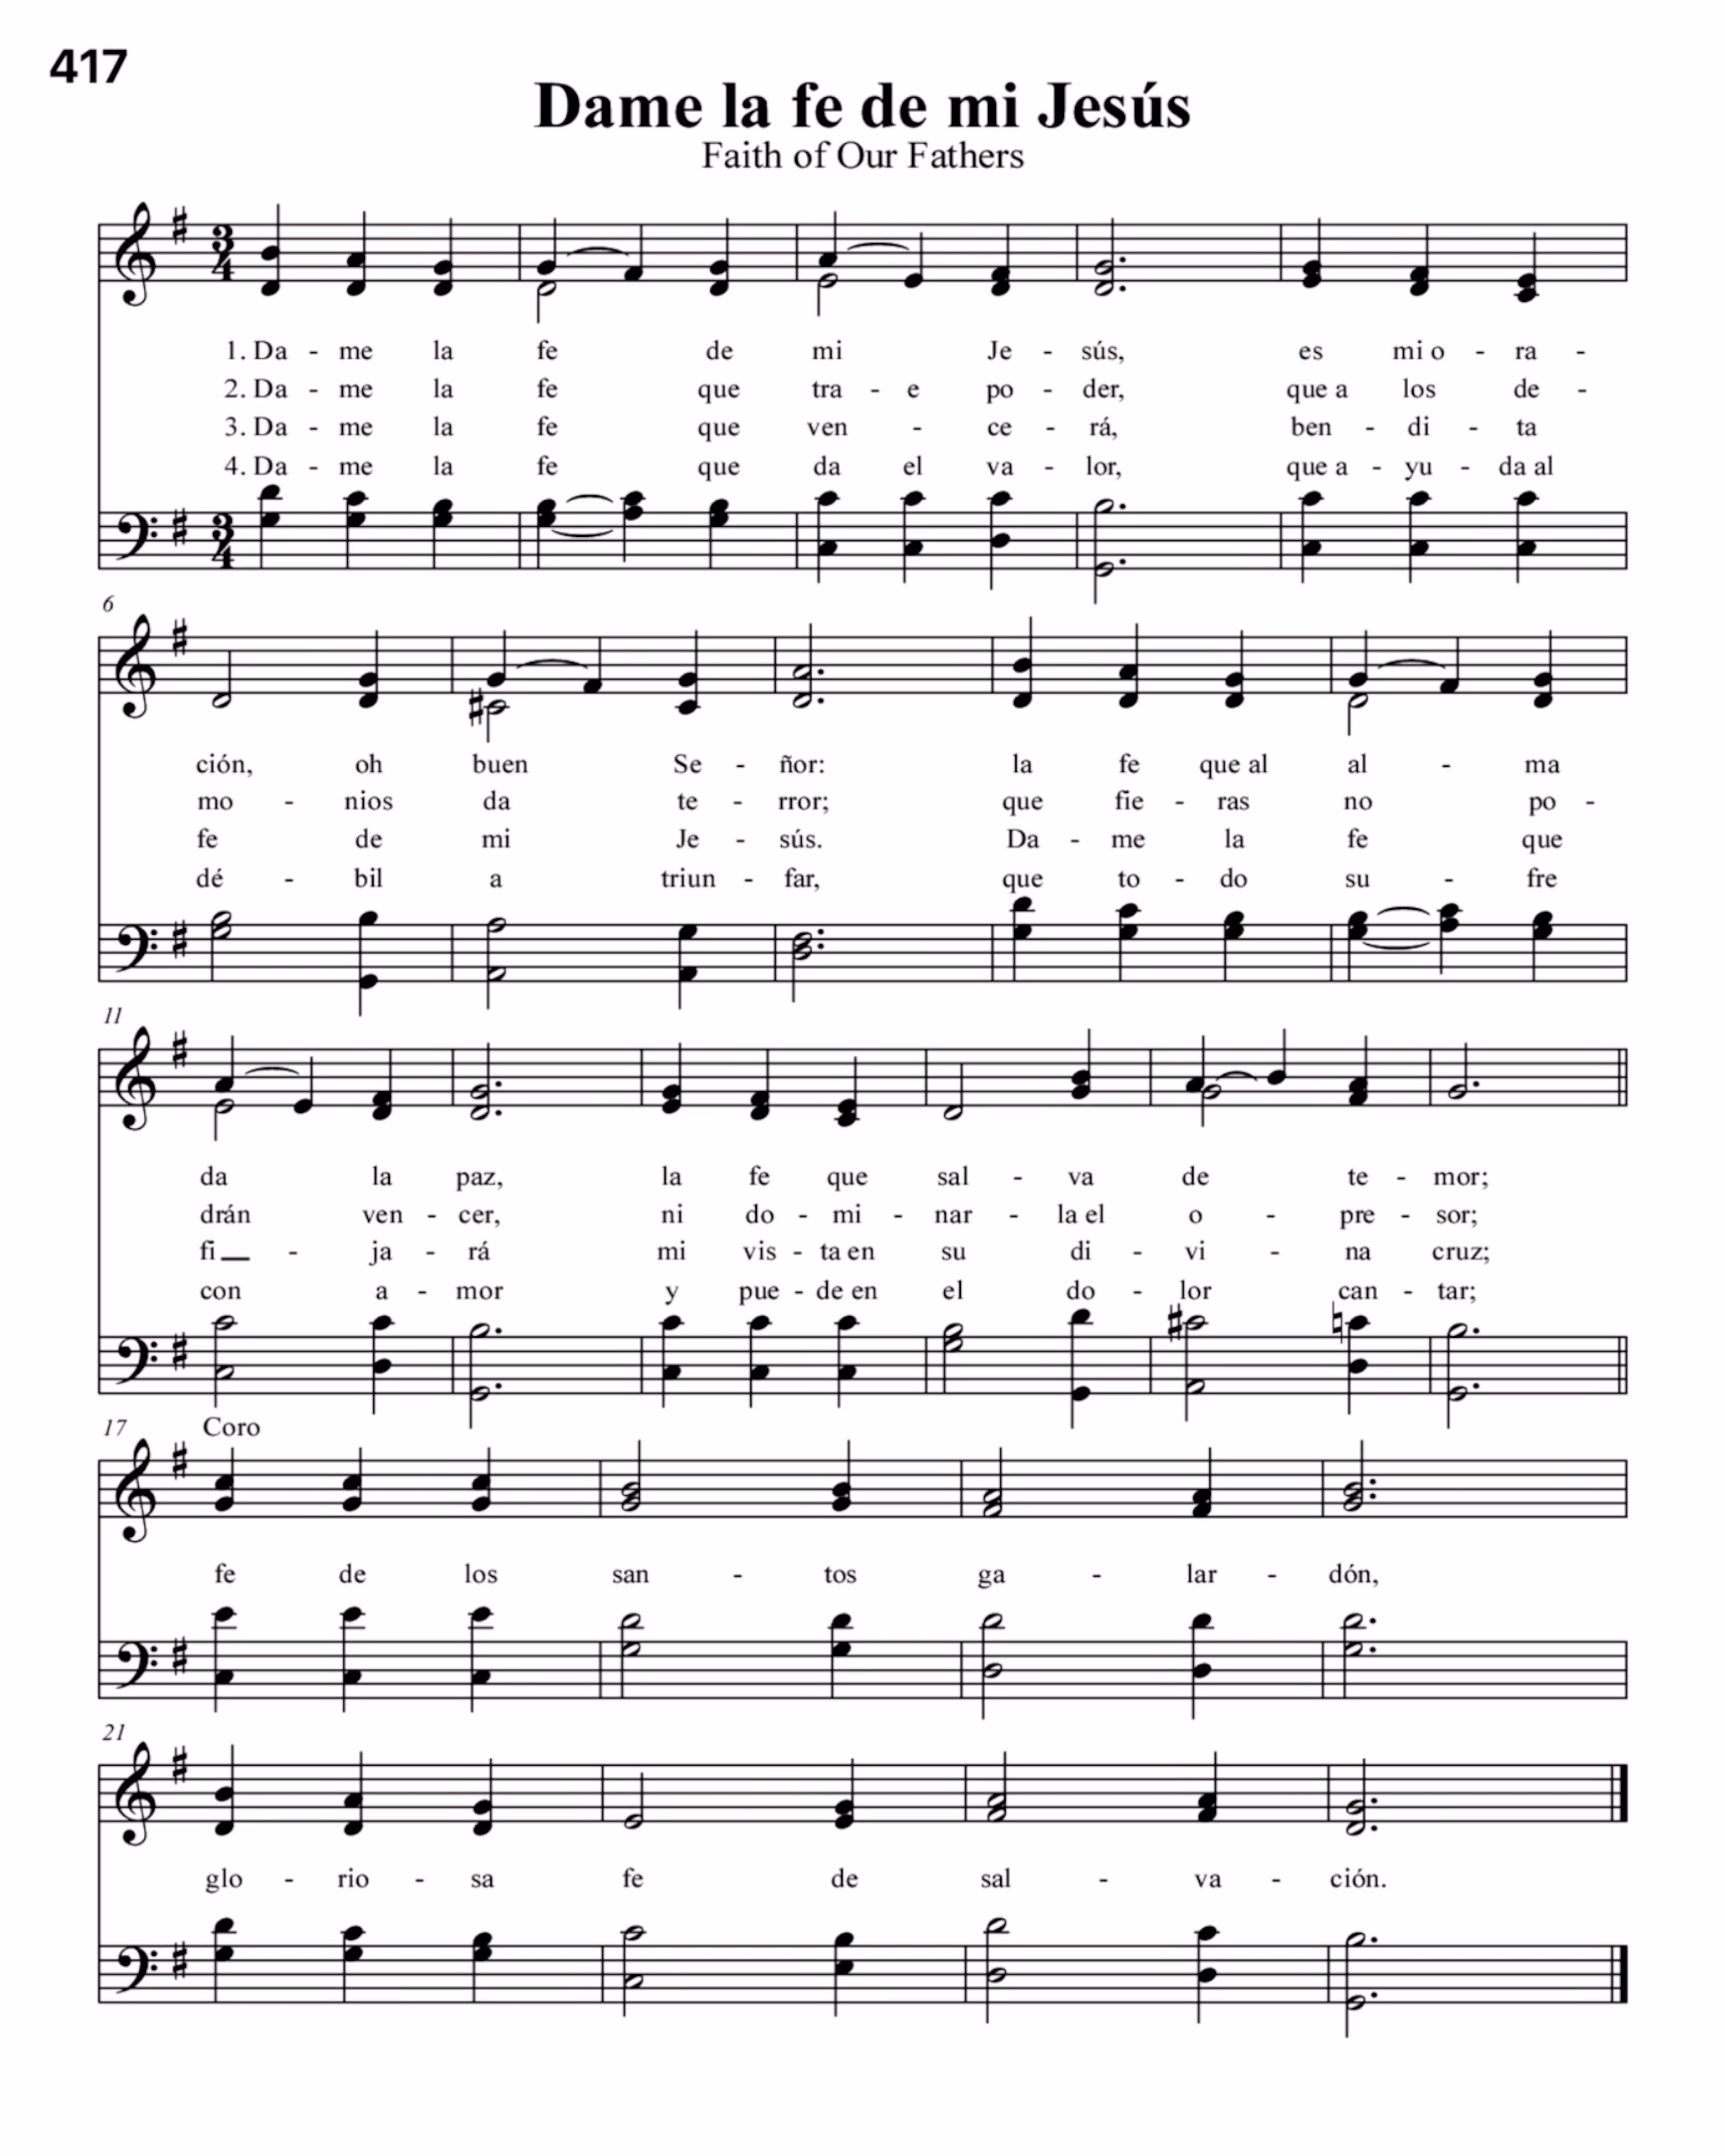 417
Dame la fe de mi Jesús
Faith of Our Fathers
3 4
1. Da - me la fe de mi Je - sús, es mi o - ra -
2. Da - me la fe que tra - e po - der, que a los de -
3. Da - me la fe que ven - ce - rá, ben - di - ta
4. Da - me la fe que da el va - lor, que a - yu - da al
3 4
6
ción, oh buen Se - ñor: la fe que al al - ma
mo - nios da te - rror; que fie - ras no po -
fe de mi Je - sús. Da - me la fe que
dé - bil a triun - far, que to - do su - fre
11
da la paz, la fe que sal - va de te - mor;
drán ven - cer, ni do - mi - nar - la el o - pre - sor;
fi - ja - rá mi vis - ta en su di - vi - na cruz;
con a - mor y pue - de en el do - lor can - tar;
17 Coro
fe de los san - tos ga - lar - dón,
21
glo - rio - sa fe de sal - va - ción.